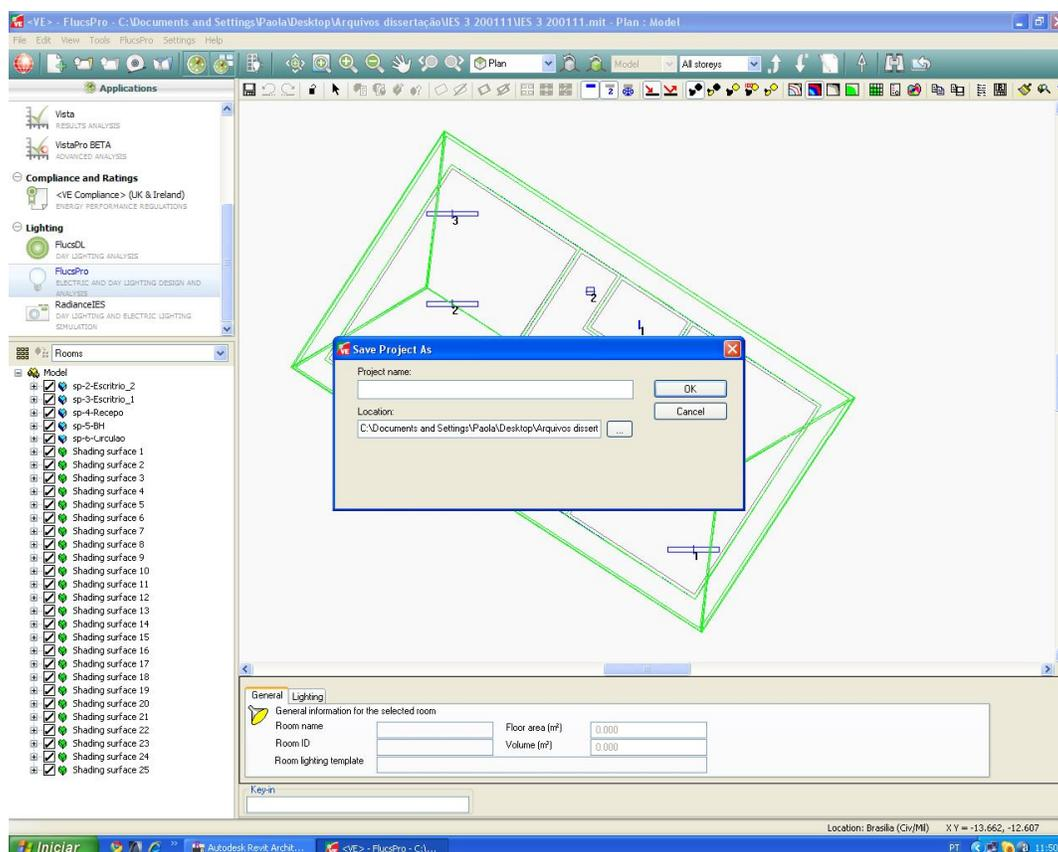 <VE> - FlucsPro - C:\Documents and Settings\Paola\Desktop\Arquivos dissertação\IES 3 200111\IES 3 200111.mit - Plan : Model
File Edit View Tools FlucsPro Settings Help
Plan
Model
All storeys
Applications
Vista
RESULTS ANALYSIS
VistaPro BETA
ADVANCED ANALYSIS
Compliance and Ratings
<VE Compliance> (UK & Ireland)
ENERGY PERFORMANCE REGULATIONS
Lighting
FlucsDL
DAY LIGHTING ANALYSIS
FlucsPro
ELECTRIC AND DAY LIGHTING DESIGN AND
ANALYSIS
RadianceIES
DAY LIGHTING AND ELECTRIC LIGHTING
SIMULATION
Rooms
Model
sp-2-Escritrio_2
sp-3-Escritrio_1
sp-4-Recepo
sp-5-BH
sp-6-Circulao
Shading surface 1
Shading surface 2
Shading surface 3
Shading surface 4
Shading surface 5
Shading surface 6
Shading surface 7
Shading surface 8
Shading surface 9
Shading surface 10
Shading surface 11
Shading surface 12
Shading surface 13
Shading surface 14
Shading surface 15
Shading surface 16
Shading surface 17
Shading surface 18
Shading surface 19
Shading surface 20
Shading surface 21
Shading surface 22
Shading surface 23
Shading surface 24
Shading surface 25
3
2
2
1
1
Save Project As
Project name:
OK
Location:
Cancel
C:\Documents and Settings\Paola\Desktop\Arquivos dissert
...
General Lighting
General information for the selected room
Room name
Floor area (m²)
0.000
Room ID
Volume (m³)
0.000
Room lighting template
Key-in
Location: Brasilia (Civ/Mil) X Y = -13.662, -12.607
Iniciar
Autodesk Revit Archit...
<VE> - FlucsPro - C:\...
PT
11:50